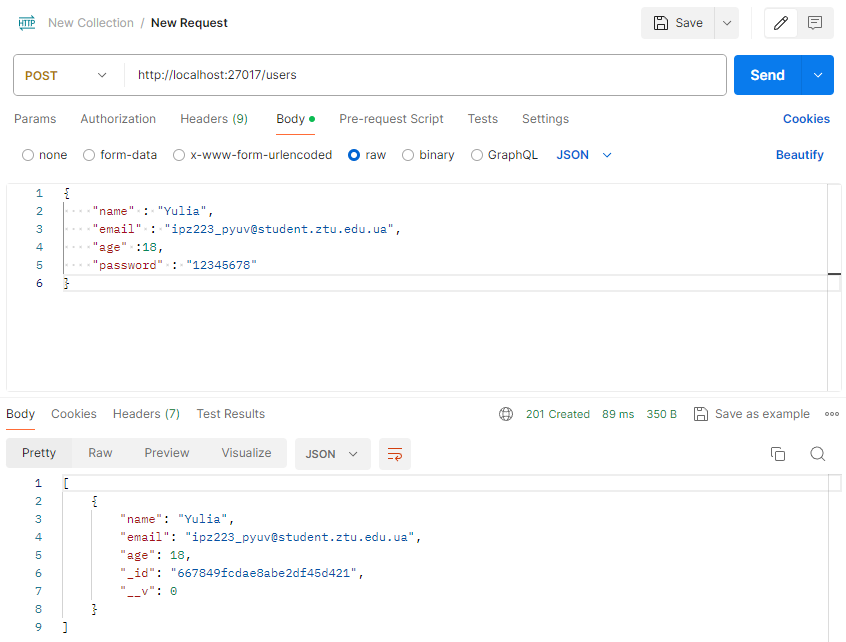 HTTP New Collection / New Request Save
POST http://localhost:27017/users Send
Params Authorization Headers (9) Body Pre-request Script Tests Settings Cookies
none form-data x-www-form-urlencoded raw binary GraphQL JSON Beautify
1 {
2 "name" : "Yulia",
3 "email" : "ipz223_pyuv@student.ztu.edu.ua",
4 "age" :18,
5 "password" : "12345678"
6 }
Body Cookies Headers (7) Test Results 201 Created 89 ms 350 B Save as example
Pretty Raw Preview Visualize JSON
1 [
2 {
3 "name": "Yulia",
4 "email": "ipz223_pyuv@student.ztu.edu.ua",
5 "age": 18,
6 "_id": "667849fcdae8abe2df45d421",
7 "__v": 0
8 }
9 ]